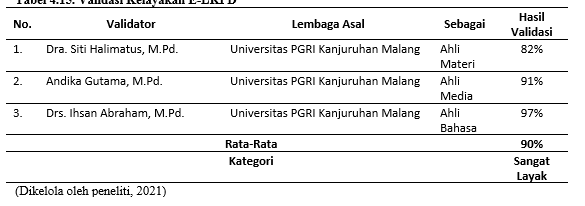 Tabel 4.15. Validasi Kelayakan E-LKPD
No. Validator Lembaga Asal Sebagai Hasil Validasi
1. Dra. Siti Halimatus, M.Pd. Universitas PGRI Kanjuruhan Malang Ahli Materi 82%
2. Andika Gutama, M.Pd. Universitas PGRI Kanjuruhan Malang Ahli Media 91%
3. Drs. Ihsan Abraham, M.Pd. Universitas PGRI Kanjuruhan Malang Ahli Bahasa 97%
Rata-Rata 90%
Kategori Sangat Layak
(Dikelola oleh peneliti, 2021)